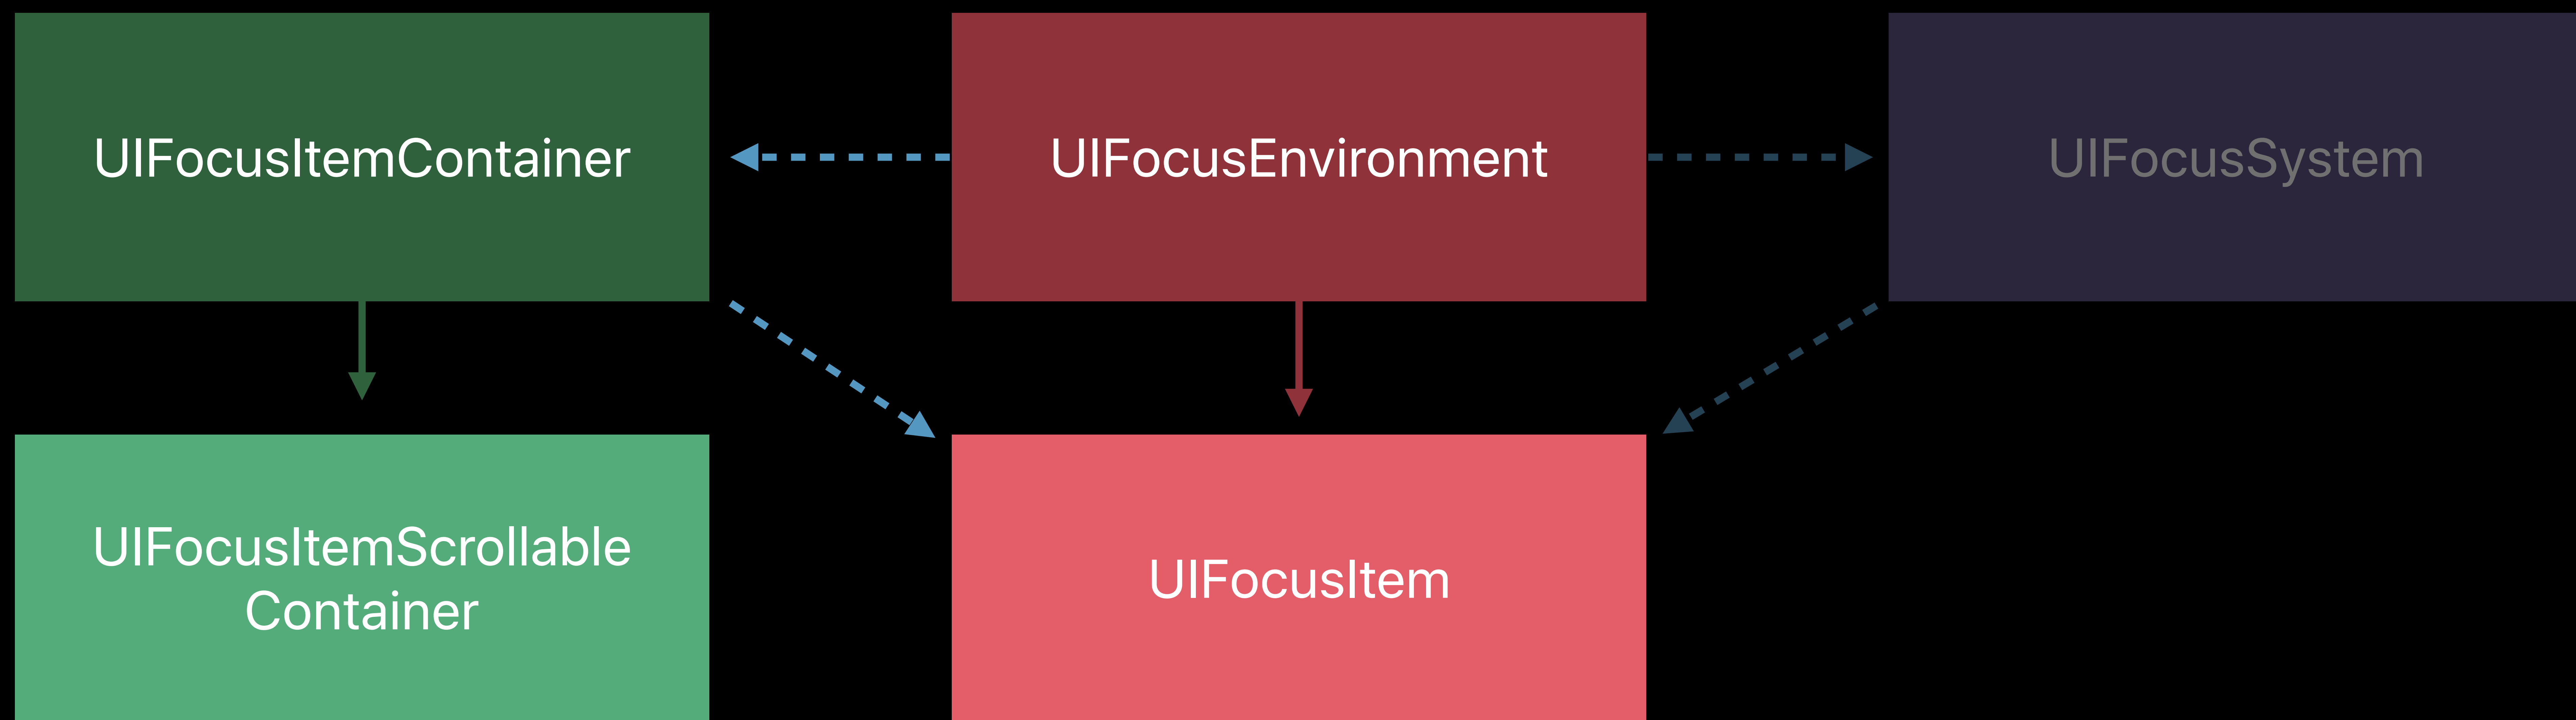 UIFocusItemContainer
UIFocusEnvironment
UIFocusSystem
UIFocusItemScrollable
Container
UIFocusItem